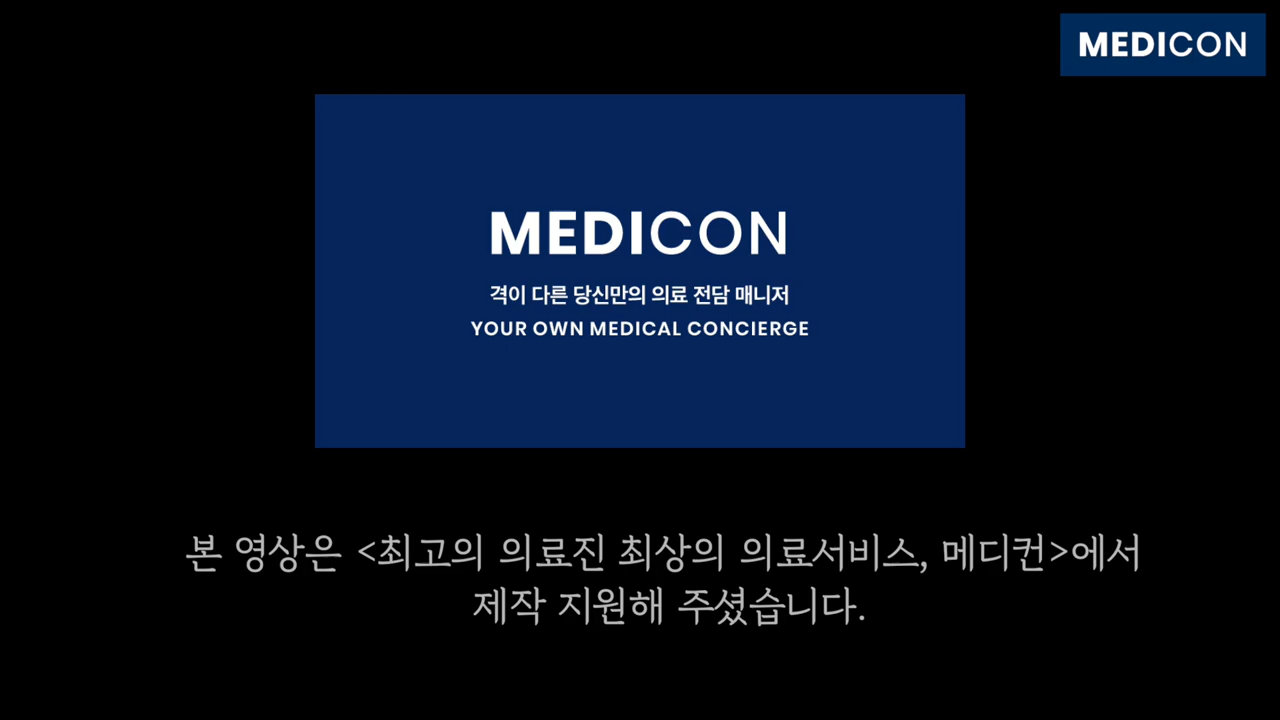 MEDICON
MEDICON
격이 다른 당신만의 의료 전담 매니저
YOUR OWN MEDICAL CONCIERGE
본 영상은 <최고의 의료진 최상의 의료서비스, 메디컨>에서
제작 지원해 주셨습니다.